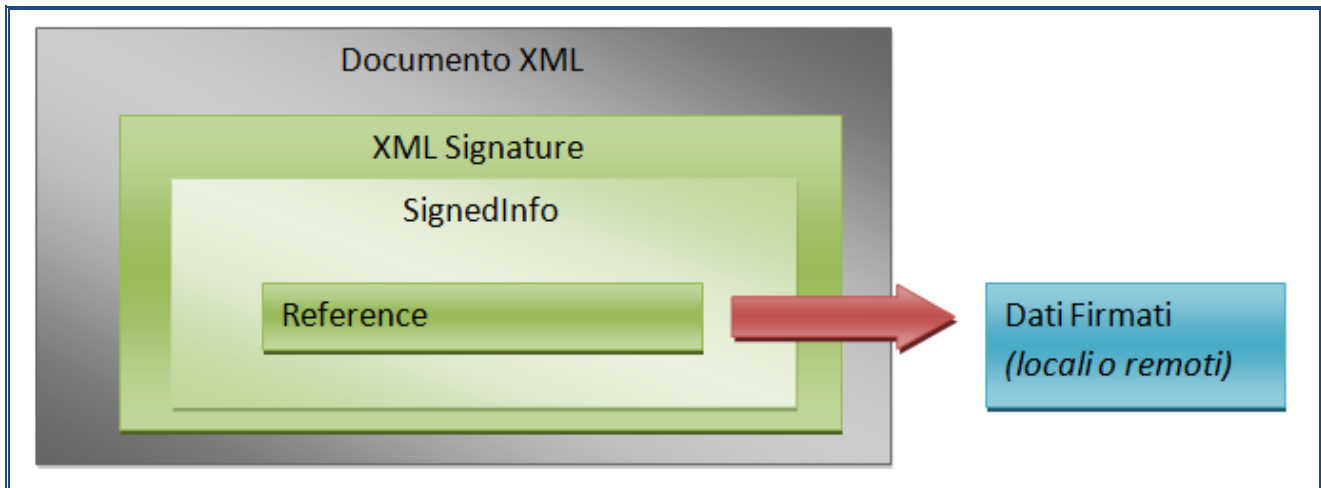 Documento XML
XML Signature
SignedInfo
Reference
Dati Firmati
(locali o remoti)